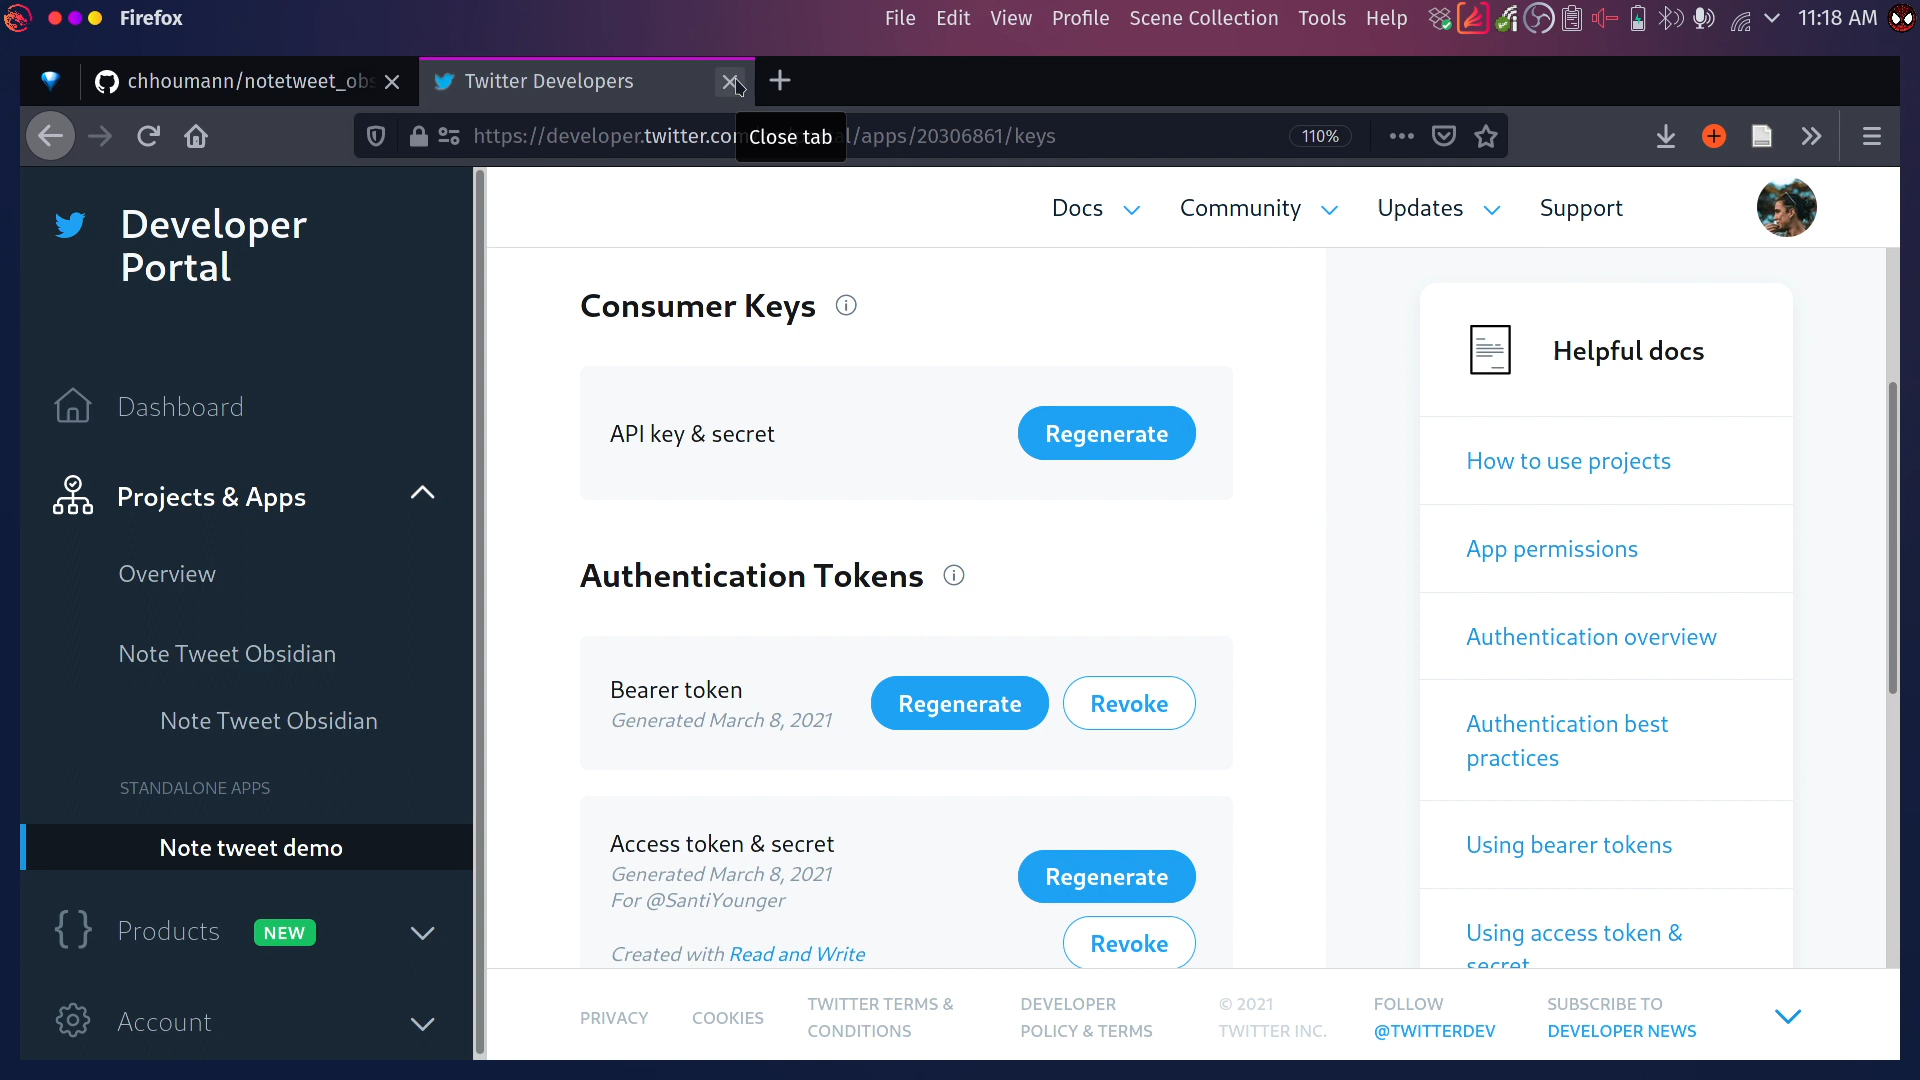 Firefox
File Edit View Profile Scene Collection Tools Help
11:18 AM
chhoumann/notetweet_obs
Twitter Developers
https://developer.twitter.com
Close tab
l/apps/20306861/keys
110%
Developer
Portal
Docs
Community
Updates
Support
Dashboard
Projects & Apps
Overview
Note Tweet Obsidian
Note Tweet Obsidian
STANDALONE APPS
Note tweet demo
Products
NEW
Account
Consumer Keys
API key & secret
Regenerate
Authentication Tokens
Bearer token
Generated March 8, 2021
Regenerate
Revoke
Access token & secret
Generated March 8, 2021
For @SantiYounger
Created with Read and Write
Regenerate
Revoke
Helpful docs
How to use projects
App permissions
Authentication overview
Authentication best
practices
Using bearer tokens
Using access token &
secret
PRIVACY
COOKIES
TWITTER TERMS &
CONDITIONS
DEVELOPER
POLICY & TERMS
© 2021
TWITTER INC.
FOLLOW
@TWITTERDEV
SUBSCRIBE TO
DEVELOPER NEWS